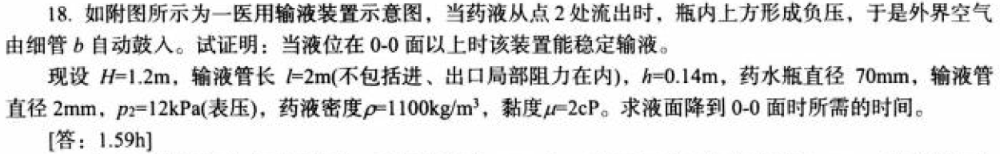 18. 如附图所示为一医用输液装置示意图，当药液从点 2 处流出时，瓶内上方形成负压，于是外界空气
由细管 b 自动鼓入。试证明：当液位在 0-0 面以上时该装置能稳定输液。
现设 H=1.2m，输液管长 l=2m(不包括进、出口局部阻力在内)，h=0.14m，药水瓶直径 70mm，输液管
直径 2mm，p₂=12kPa(表压)，药液密度ρ=1100kg/m³，黏度μ=2cP。求液面降到 0-0 面时所需的时间。
[答：1.59h]